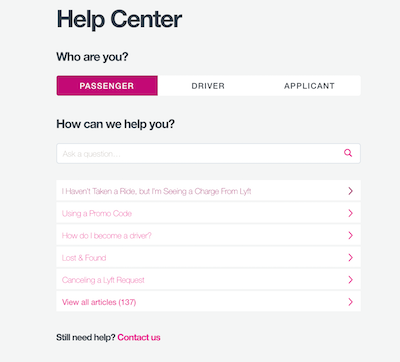 Help Center
Who are you?
PASSENGER DRIVER APPLICANT
How can we help you?
Ask a question...
I Haven't Taken a Ride, but I'm Seeing a Charge From Lyft
Using a Promo Code
How do I become a driver?
Lost & Found
Canceling a Lyft Request
View all articles (137)
Still need help? Contact us